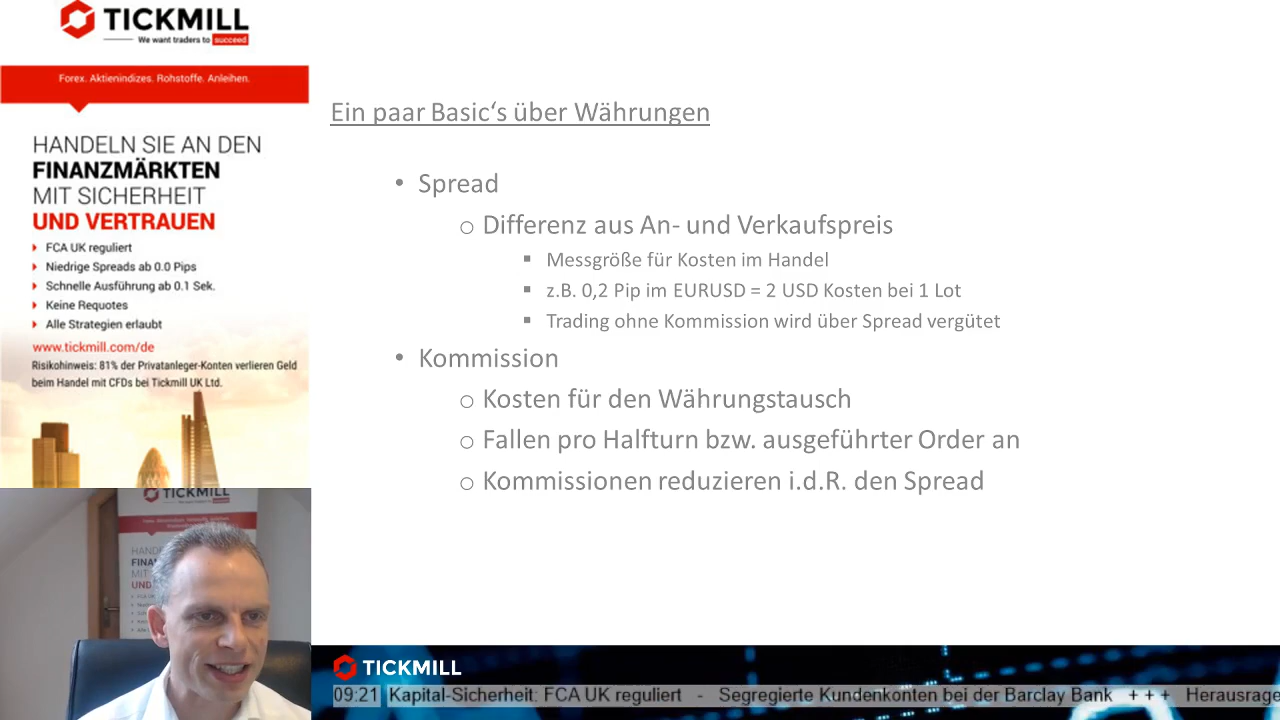 TICKMILL
We want traders to succeed
Forex. Aktienindizes. Rohstoffe. Anleihen.
HANDELN SIE AN DEN
FINANZMÄRKTEN
MIT SICHERHEIT
UND VERTRAUEN
FCA UK reguliert
Niedrige Spreads ab 0.0 Pips
Schnelle Ausführung ab 0.1 Sek.
Keine Requotes
Alle Strategien erlaubt
www.tickmill.com/de
Risikohinweis: 81% der Privatanleger-Konten verlieren Geld
beim Handel mit CFDs bei Tickmill UK Ltd.
Ein paar Basic‘s über Währungen
• Spread
o Differenz aus An- und Verkaufspreis
▪ Messgröße für Kosten im Handel
▪ z.B. 0,2 Pip im EURUSD = 2 USD Kosten bei 1 Lot
▪ Trading ohne Kommission wird über Spread vergütet
• Kommission
o Kosten für den Währungstausch
o Fallen pro Halfturn bzw. ausgeführter Order an
o Kommissionen reduzieren i.d.R. den Spread
TICKMILL
HANDE
FINA
MIT
UND
TICKMILL
09:21 Kapital-Sicherheit: FCA UK reguliert - Segregierte Kundenkonten bei der Barclay Bank + + + Herausrage